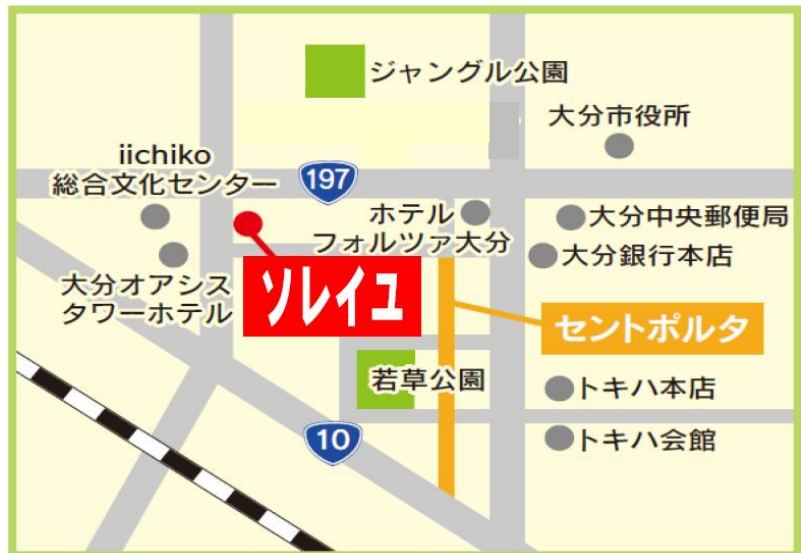 ジャングル公園
大分市役所
iichiko
総合文化センター
197
ホテル
フォルツァ大分
大分中央郵便局
大分銀行本店
大分オアシス
タワーホテル
ソレイユ
セントポルタ
若草公園
トキハ本店
10
トキハ会館